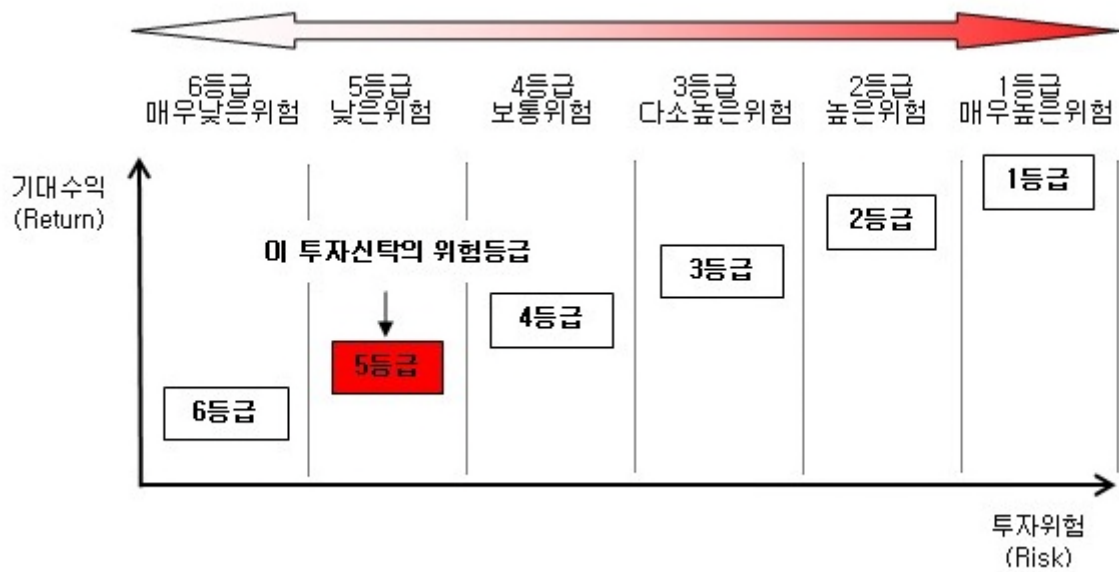 6등급
매우낮은위험
5등급
낮은위험
4등급
보통위험
3등급
다소높은위험
2등급
높은위험
1등급
매우높은위험
기대수익
(Return)
1등급
2등급
이 투자신탁의 위험등급
3등급
4등급
5등급
6등급
투자위험
(Risk)